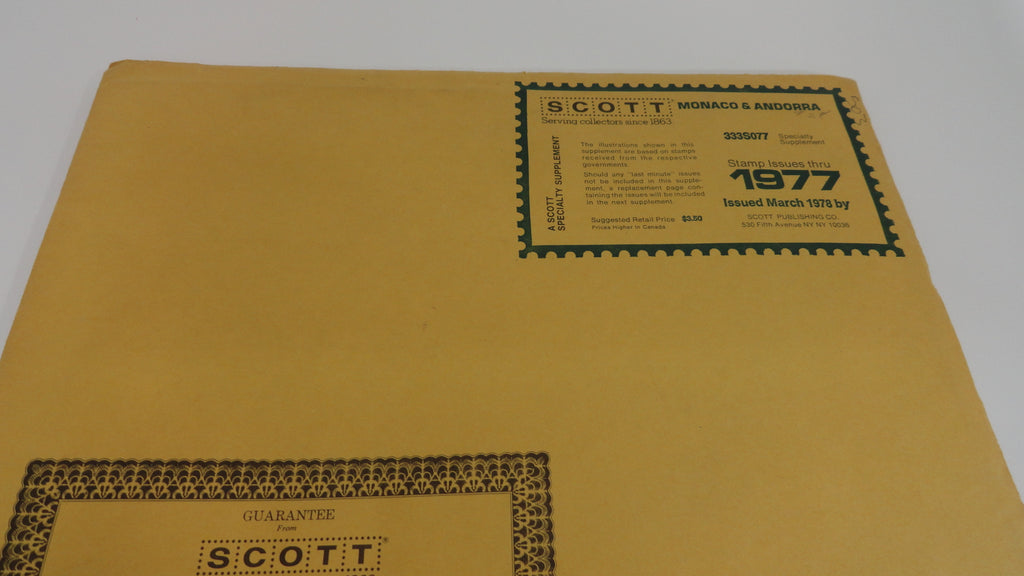 SCOTT MONACO & ANDORRA
Serving collectors since 1863
A SCOTT
SPECIALTY SUPPLEMENT
The illustrations shown in this
supplement are based on stamps
received from the respective
governments.
Should any "last minute" issues
not be included in this supple-
ment, a replacement page con-
taining the issues will be included
in the next supplement.
Suggested Retail Price $3.50
Prices Higher in Canada
333S077 Specialty
Supplement
Stamp Issues thru
1977
Issued March 1978 by
SCOTT PUBLISHING CO.
530 Fifth Avenue NY NY 10036
GUARANTEE
From
SCOTT®